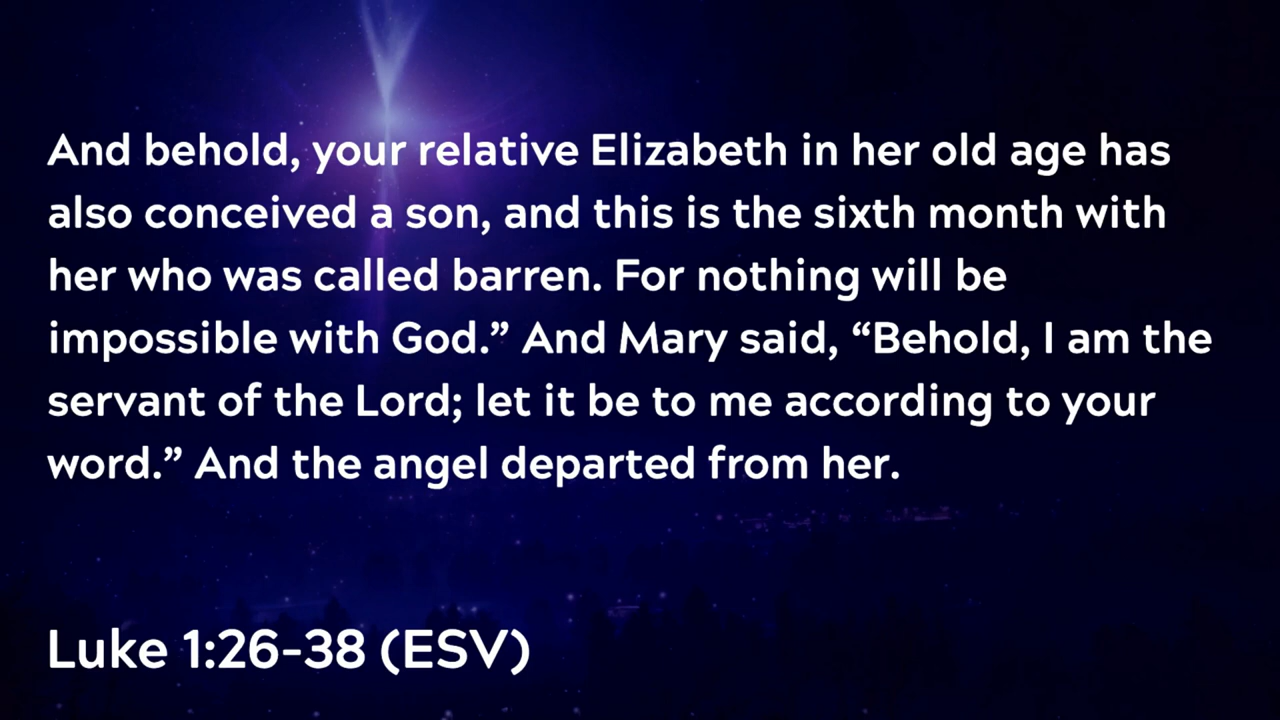 And behold, your relative Elizabeth in her old age has
also conceived a son, and this is the sixth month with
her who was called barren. For nothing will be
impossible with God.” And Mary said, “Behold, I am the
servant of the Lord; let it be to me according to your
word.” And the angel departed from her.
Luke 1:26-38 (ESV)